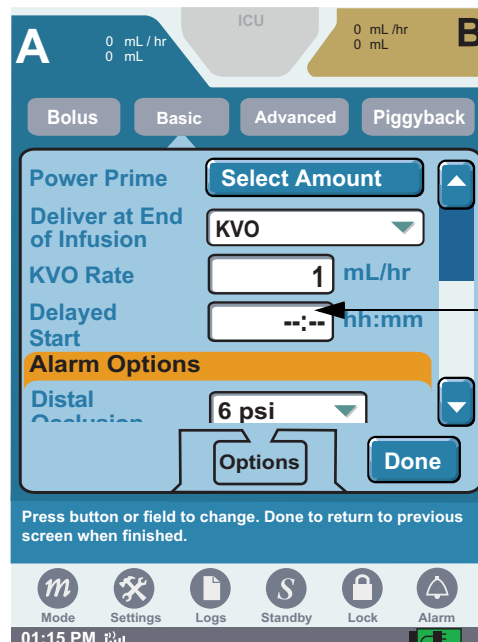 ICU
A
0 mL / hr
0 mL
0 mL /hr
0 mL
B
Bolus
Basic
Advanced
Piggyback
Power Prime
Select Amount
Deliver at End
of Infusion
KVO
KVO Rate
1
mL/hr
Delayed
Start
--:--
hh:mm
Alarm Options
Distal
Occlusion
6 psi
Options
Done
Press button or field to change. Done to return to previous
screen when finished.
m
S
Mode
Settings
Logs
Standby
Lock
Alarm
01:15 PM